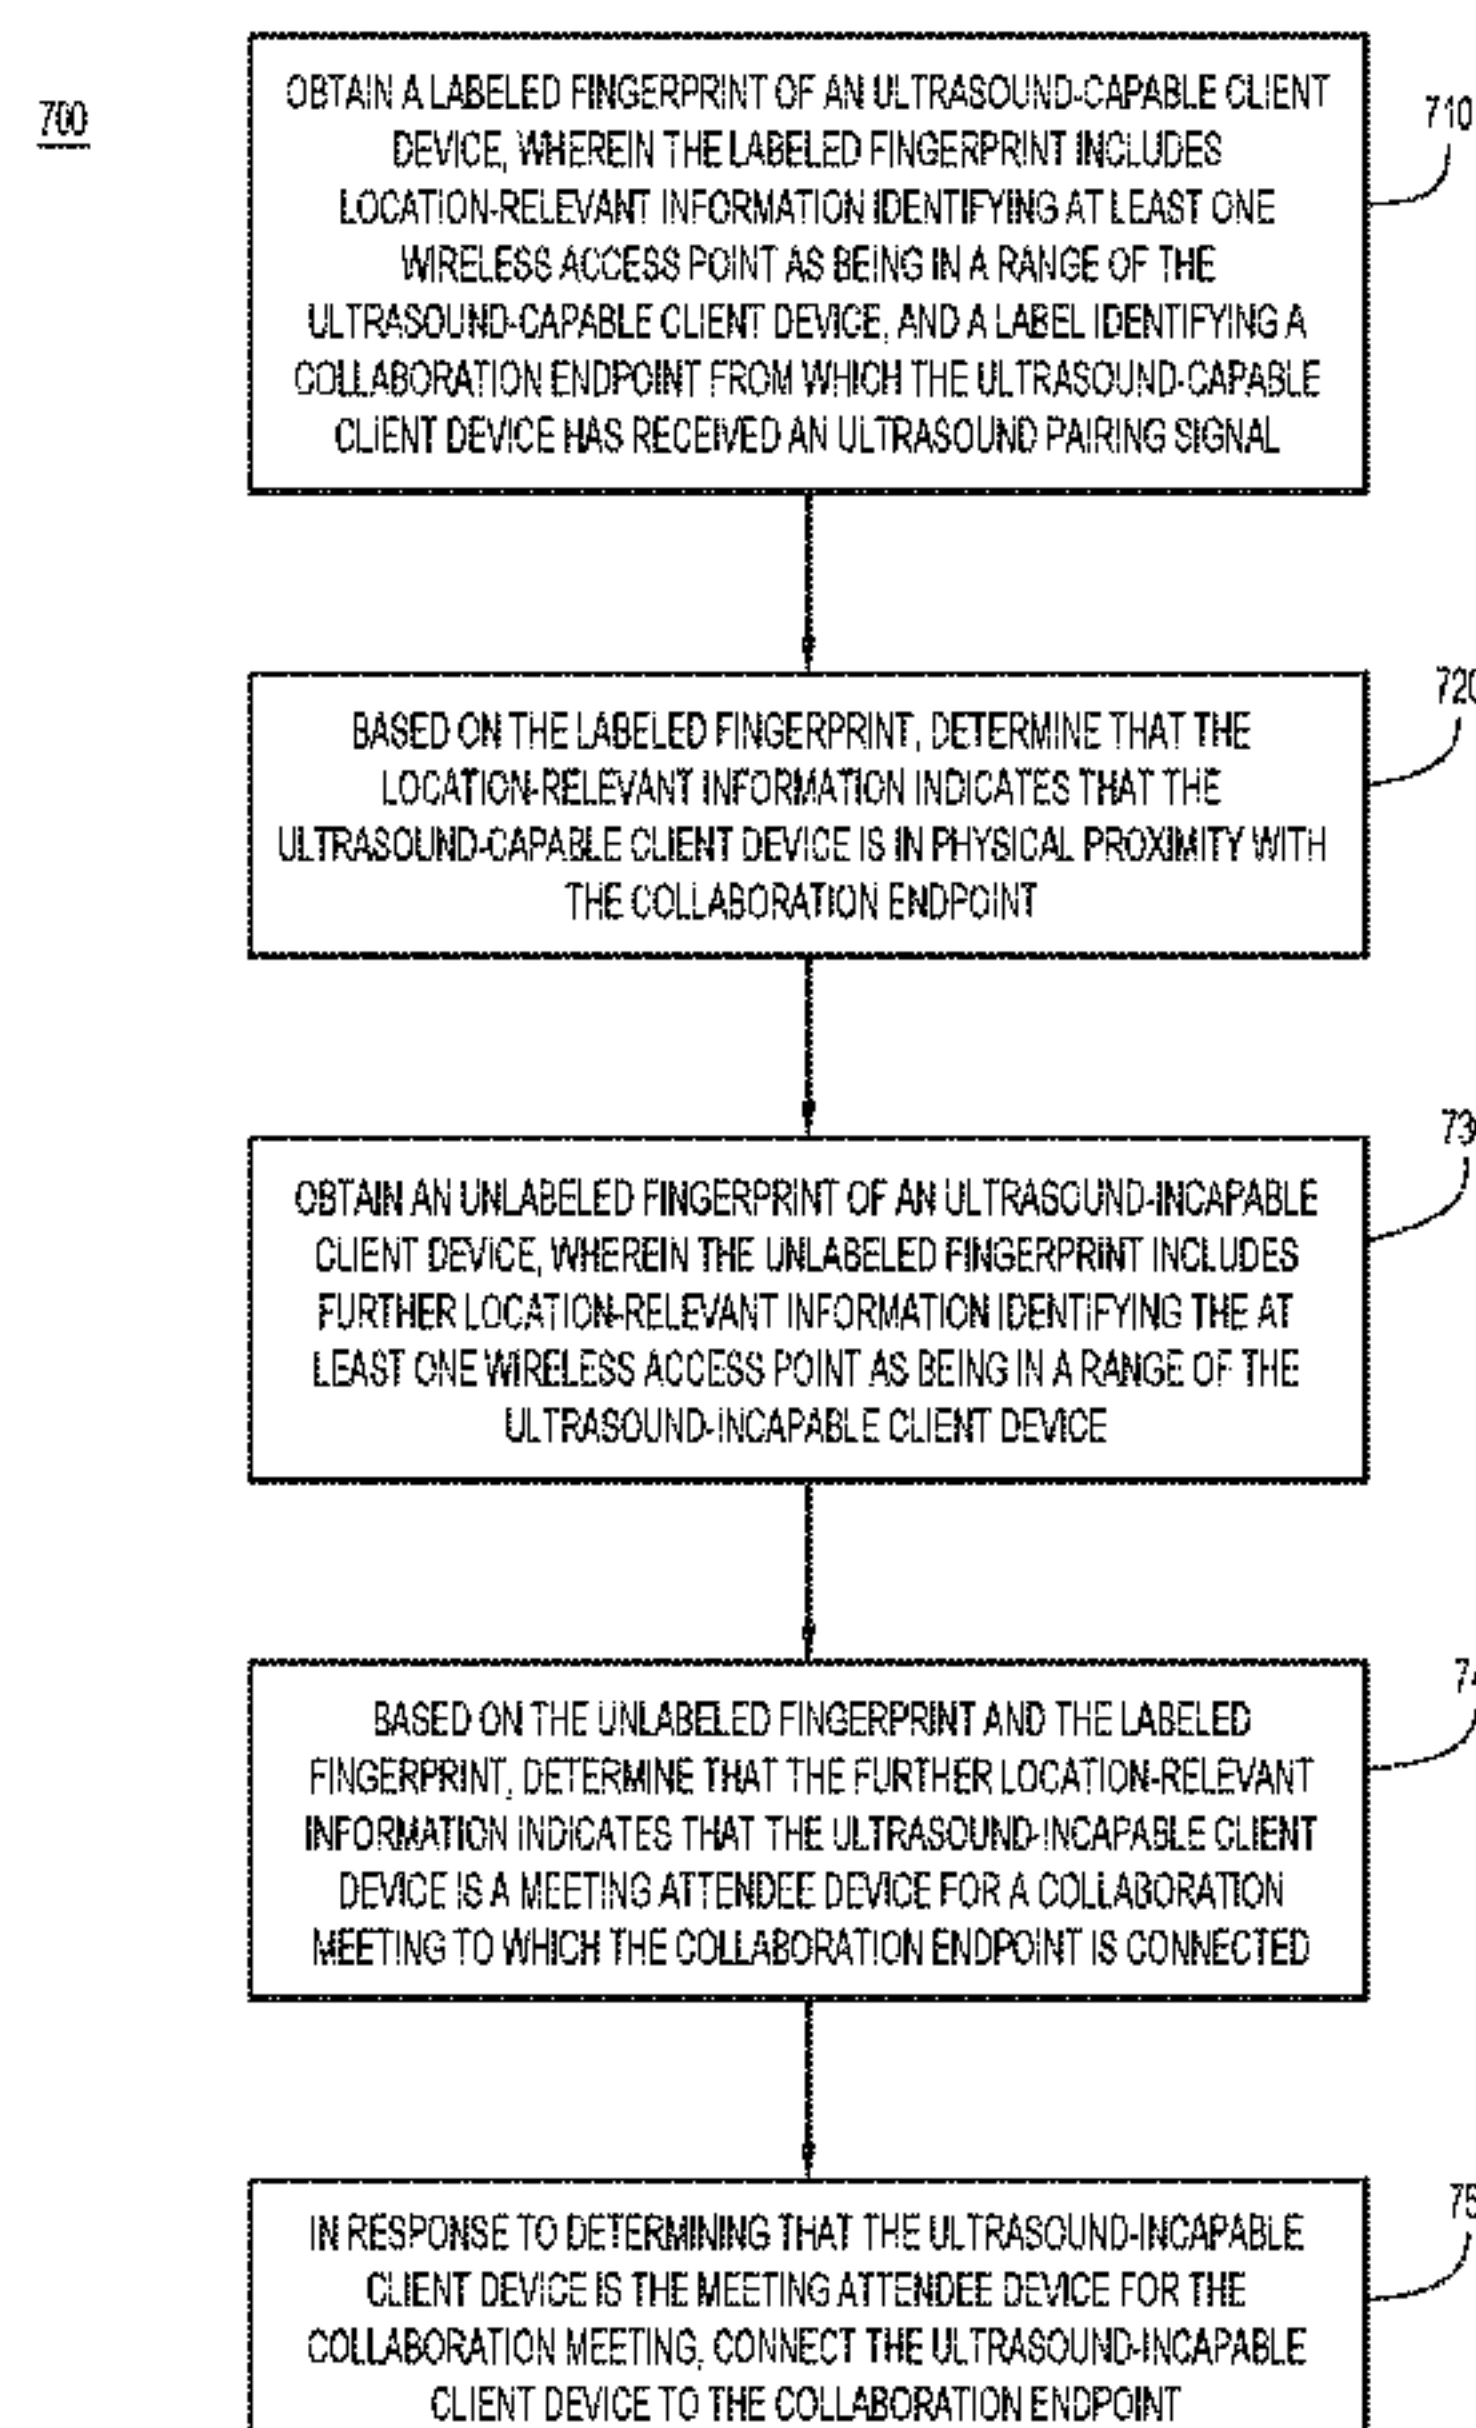 700
710
OBTAIN A LABELED FINGERPRINT OF AN ULTRASOUND-CAPABLE CLIENT
DEVICE, WHEREIN THE LABELED FINGERPRINT INCLUDES
LOCATION-RELEVANT INFORMATION IDENTIFYING AT LEAST ONE
WIRELESS ACCESS POINT AS BEING IN A RANGE OF THE
ULTRASOUND-CAPABLE CLIENT DEVICE, AND A LABEL IDENTIFYING A
COLLABORATION ENDPOINT FROM WHICH THE ULTRASOUND-CAPABLE
CLIENT DEVICE HAS RECEIVED AN ULTRASOUND PAIRING SIGNAL
720
BASED ON THE LABELED FINGERPRINT, DETERMINE THAT THE
LOCATION-RELEVANT INFORMATION INDICATES THAT THE
ULTRASOUND-CAPABLE CLIENT DEVICE IS IN PHYSICAL PROXIMITY WITH
THE COLLABORATION ENDPOINT
73
OBTAIN AN UNLABELED FINGERPRINT OF AN ULTRASOUND-INCAPABLE
CLIENT DEVICE, WHEREIN THE UNLABELED FINGERPRINT INCLUDES
FURTHER LOCATION-RELEVANT INFORMATION IDENTIFYING THE AT
LEAST ONE WIRELESS ACCESS POINT AS BEING IN A RANGE OF THE
ULTRASOUND-INCAPABLE CLIENT DEVICE
74
BASED ON THE UNLABELED FINGERPRINT AND THE LABELED
FINGERPRINT, DETERMINE THAT THE FURTHER LOCATION-RELEVANT
INFORMATION INDICATES THAT THE ULTRASOUND-INCAPABLE CLIENT
DEVICE IS A MEETING ATTENDEE DEVICE FOR A COLLABORATION
MEETING TO WHICH THE COLLABORATION ENDPOINT IS CONNECTED
75
IN RESPONSE TO DETERMINING THAT THE ULTRASOUND-INCAPABLE
CLIENT DEVICE IS THE MEETING ATTENDEE DEVICE FOR THE
COLLABORATION MEETING, CONNECT THE ULTRASOUND-INCAPABLE
CLIENT DEVICE TO THE COLLABORATION ENDPOINT